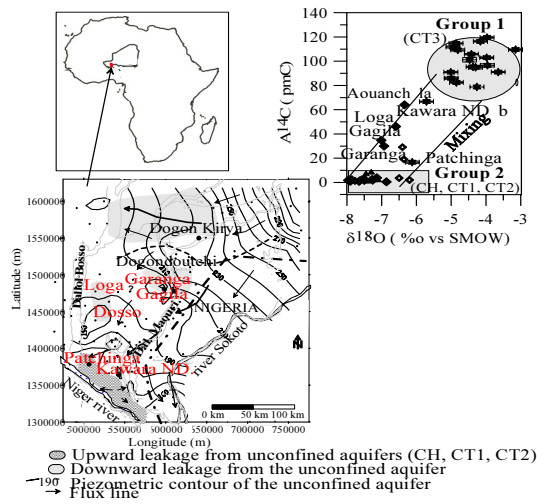 140
120
100
80
60
40
20
0
A14C ( pmC)
Group 1
(CT3)
Aouanch la
Loga
Kawara ND b
Gagila
Garanga
Mixing
Patchinga
Group 2
(CH, CT1, CT2)
-8 -7 -6 -5 -4 -3
δ18O ( %o vs SMOW)
1600000
1550000
1500000
1450000
1400000
1350000
1300000
Latitude (m)
Dogon Kirya
Dogondoutchi
Dallol Bosso
Garanga
Loga
Gagila
NIGERIA
Dosso
river Sokoto
Patchinga
Kawara ND
Niger river
N
0 km 50 km 100 km
500000 550000 600000 650000 700000 750000
Longitude (m)
Upward leakage from unconfined aquifers (CH, CT1, CT2)
Downward leakage from the unconfined aquifer
190 Piezometric contour of the unconfined aquifer
Flux line